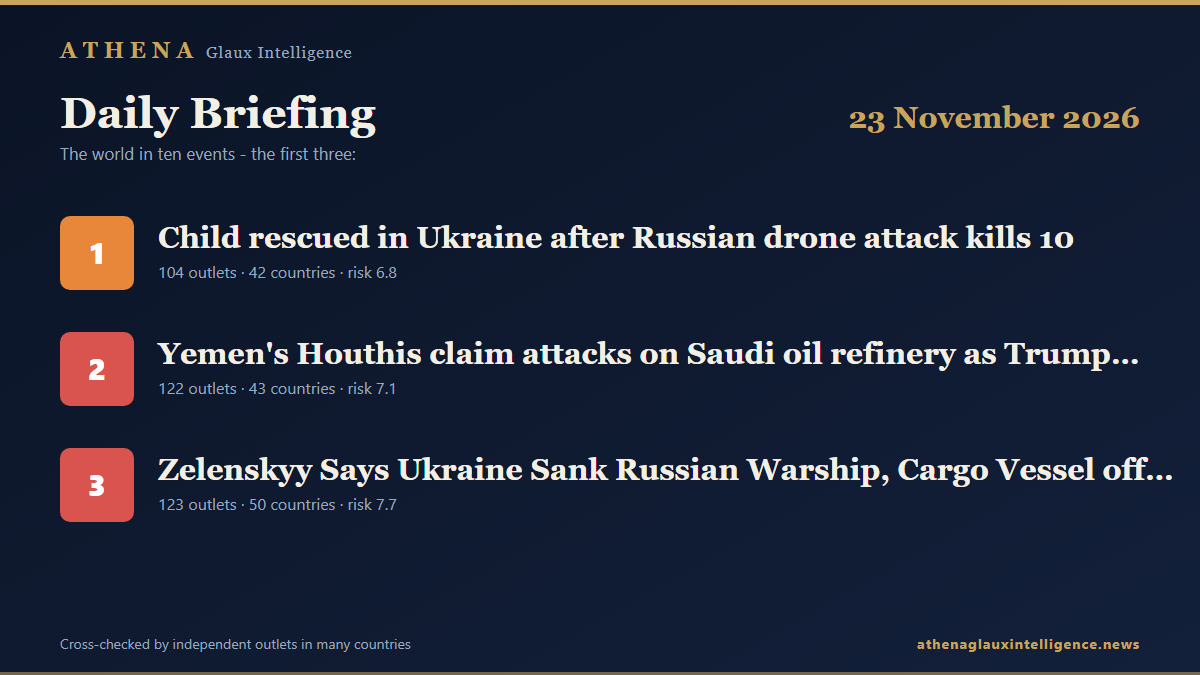 ATHENA Glaux Intelligence
Daily Briefing
23 November 2026
The world in ten events - the first three:
1
Child rescued in Ukraine after Russian drone attack kills 10
104 outlets · 42 countries · risk 6.8
2
Yemen's Houthis claim attacks on Saudi oil refinery as Trump...
122 outlets · 43 countries · risk 7.1
3
Zelenskyy Says Ukraine Sank Russian Warship, Cargo Vessel off...
123 outlets · 50 countries · risk 7.7
Cross-checked by independent outlets in many countries
athenaglauxintelligence.news